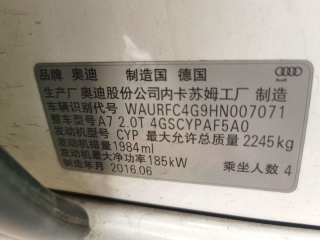 品牌 奥迪 制造国 德国
Audi
生产厂 奥迪股份公司内卡苏姆工厂 制造
车辆识别代号 WAURFC4G9HN007071
整车型号 A7 2.0T 4GSCYPAF5A0
发动机型号 CYP 最大允许总质量 2245kg
发动机排量 1984ml
发动机最大净功率 185kW
制造年月 2016.06 乘坐人数 4